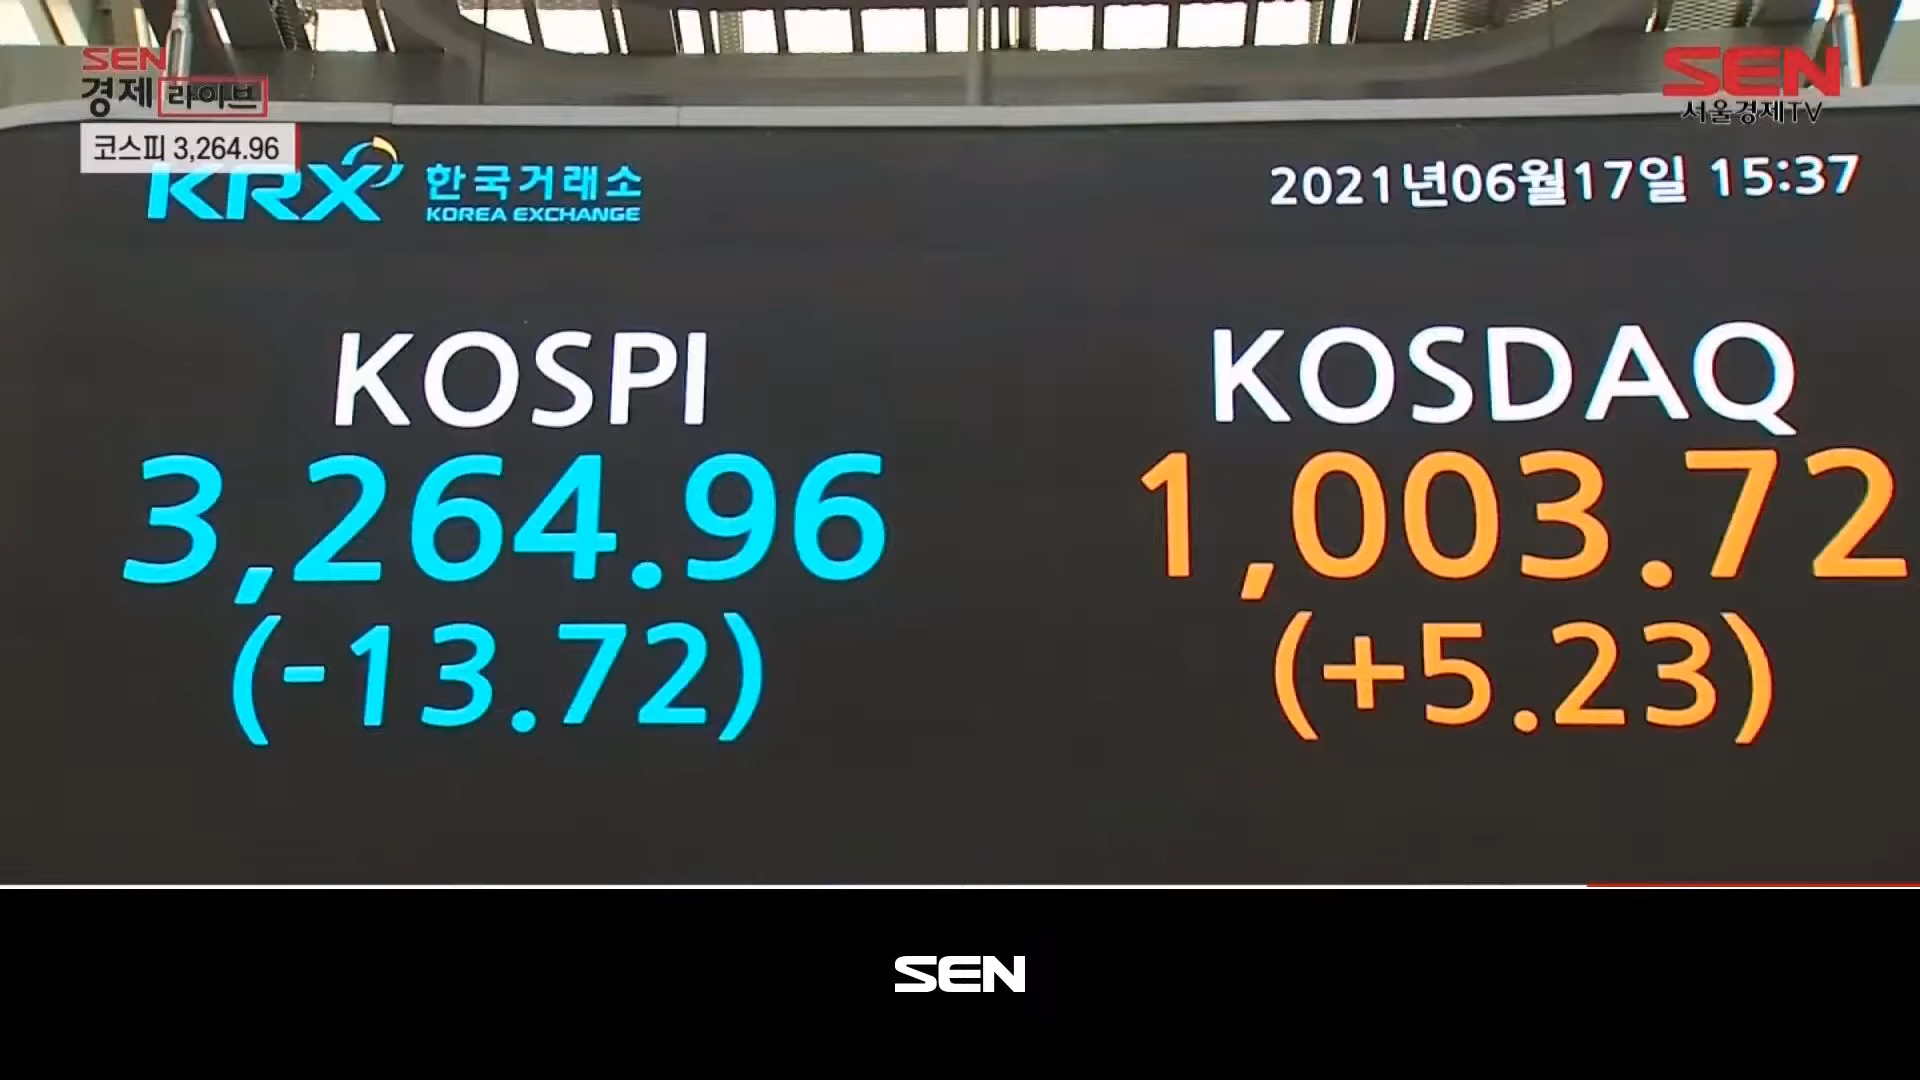 SEN
경제 라이브
코스피 3,264.96
SEN
서울경제TV
KRX 한국거래소
KOREA EXCHANGE
2021년06월17일 15:37
KOSPI
3,264.96
(-13.72)
KOSDAQ
1,003.72
(+5.23)
SEN